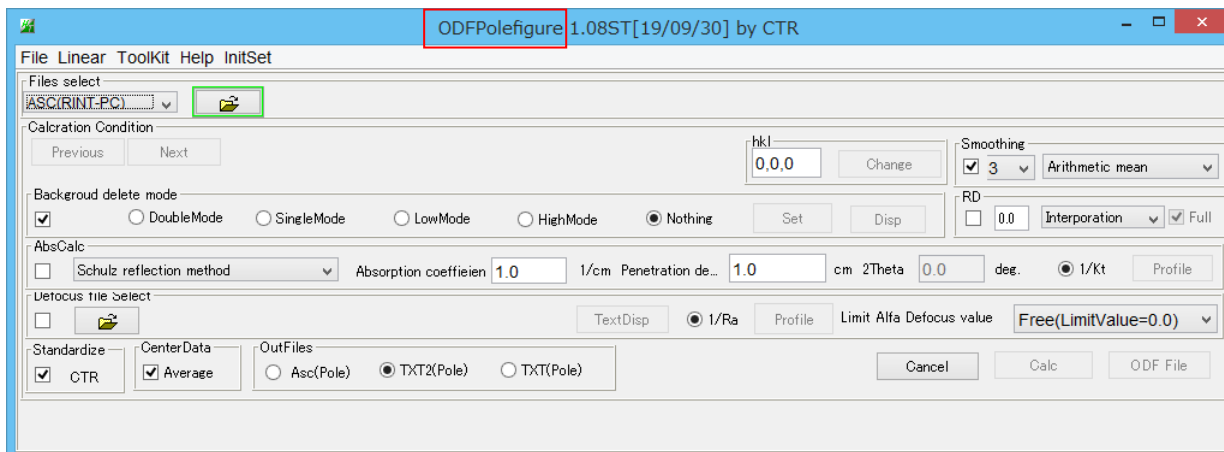 ODFPolefigure 1.08ST[19/09/30] by CTR
File Linear ToolKit Help InitSet
Files select
ASC(RINT-PC)
Calcration Condition
Previous Next
hkl
0,0,0 Change
Smoothing
3 Arithmetic mean
Backgroud delete mode
DoubleMode SingleMode LowMode HighMode Nothing Set Disp
RD
0.0 Interporation Full
AbsCalc
Schulz reflection method Absorption coeffieien 1.0 1/cm Penetration de... 1.0 cm 2Theta 0.0 deg. 1/Kt Profile
Defocus file Select
TextDisp 1/Ra Profile Limit Alfa Defocus value Free(LimitValue=0.0)
Standardize
CTR
CenterData
Average
OutFiles
Asc(Pole) TXT2(Pole) TXT(Pole)
Cancel Calc ODF File